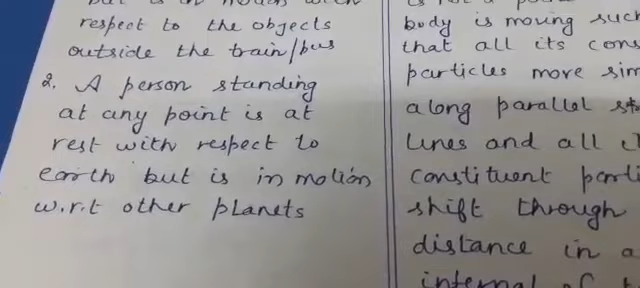 respect to the objects
outside the train/bus
2. A person standing
at any point is at
rest with respect to
earth but is in motion
w.r.t other planets
body is moving such
that all its cons
particles more sim
along parallel st
lines and all
constituent parti
shift through
distance in a